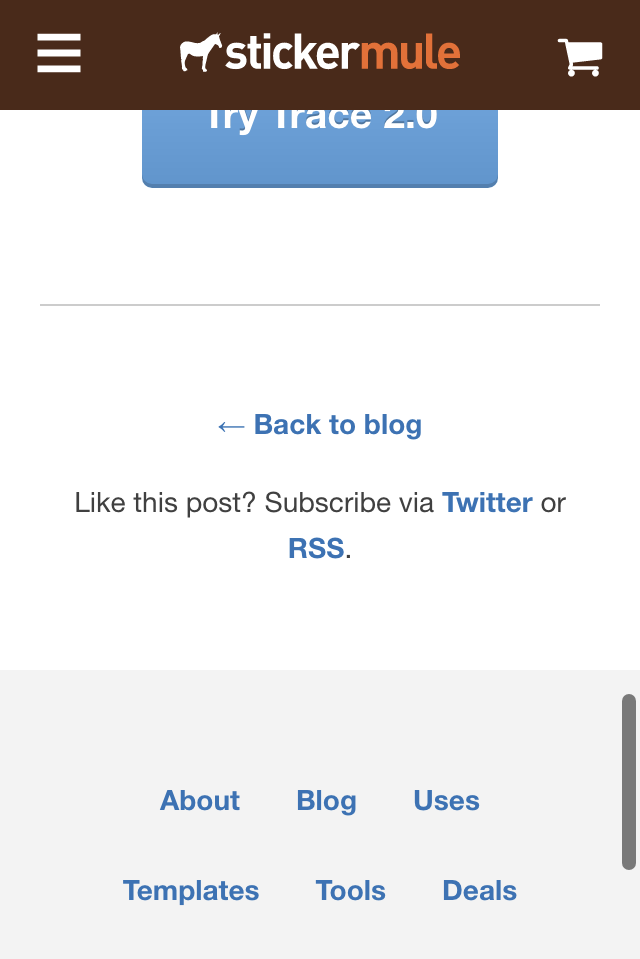 stickermule
Try Trace 2.0
← Back to blog
Like this post? Subscribe via Twitter or
RSS.
About Blog Uses
Templates Tools Deals